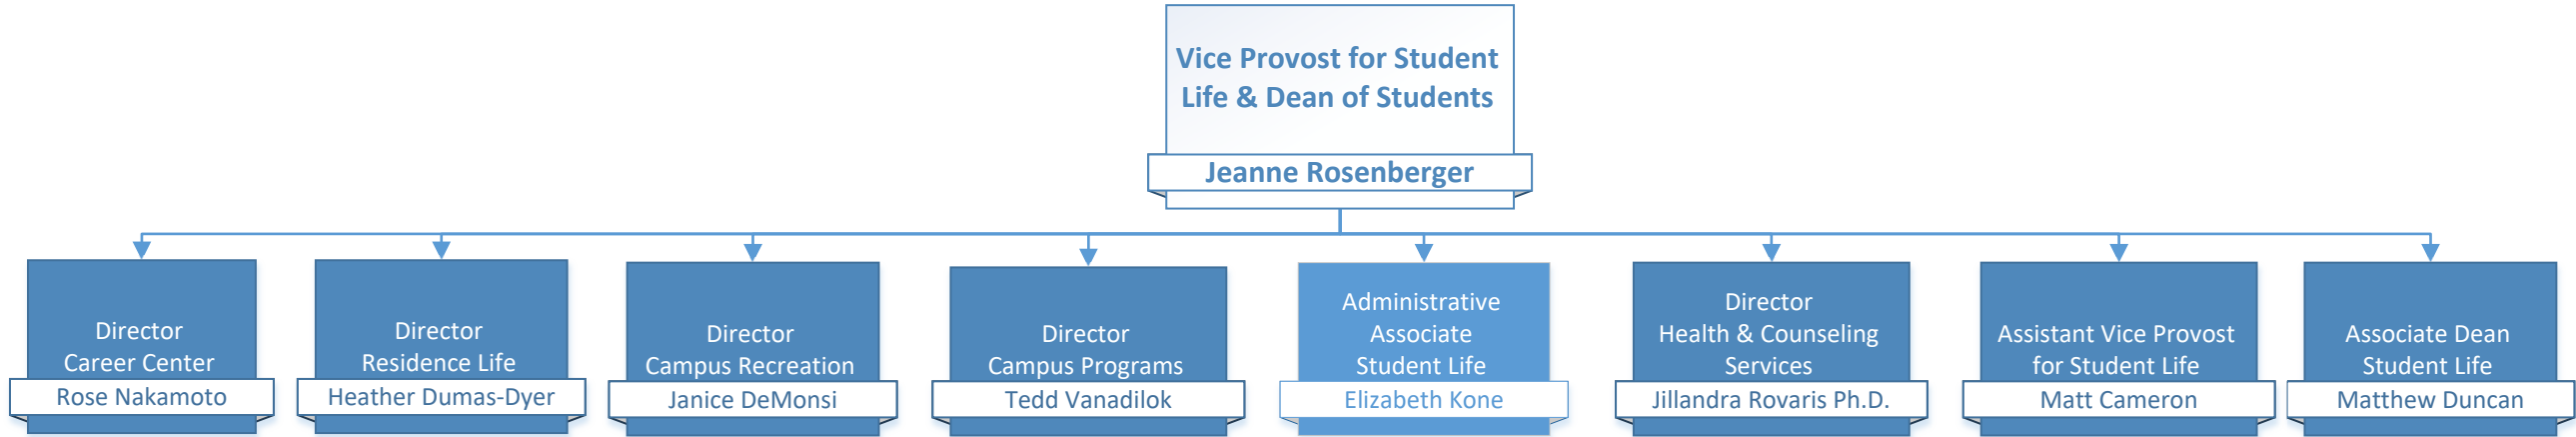 Vice Provost for Student
Life & Dean of Students
Jeanne Rosenberger
Director
Career Center
Rose Nakamoto
Director
Residence Life
Heather Dumas-Dyer
Director
Campus Recreation
Janice DeMonsi
Director
Campus Programs
Tedd Vanadilok
Administrative
Associate
Student Life
Elizabeth Kone
Director
Health & Counseling
Services
Jillandra Rovaris Ph.D.
Assistant Vice Provost
for Student Life
Matt Cameron
Associate Dean
Student Life
Matthew Duncan